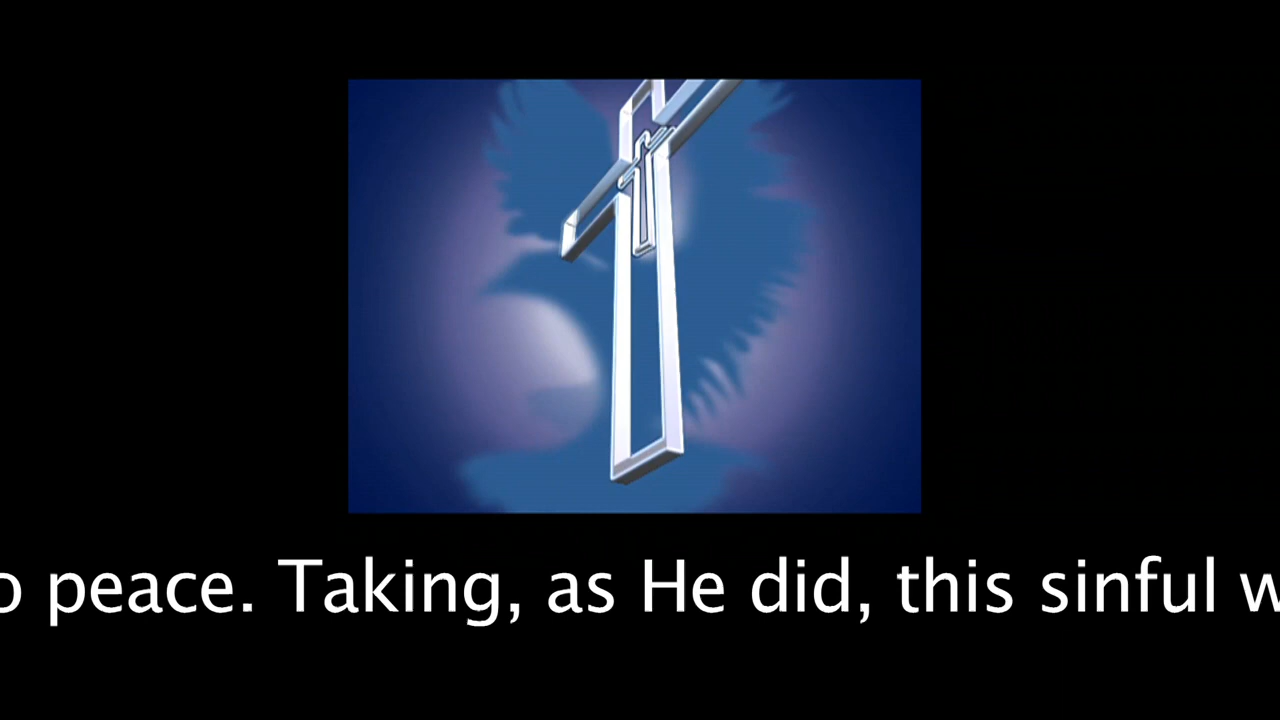 peace. Taking, as He did, this sinful